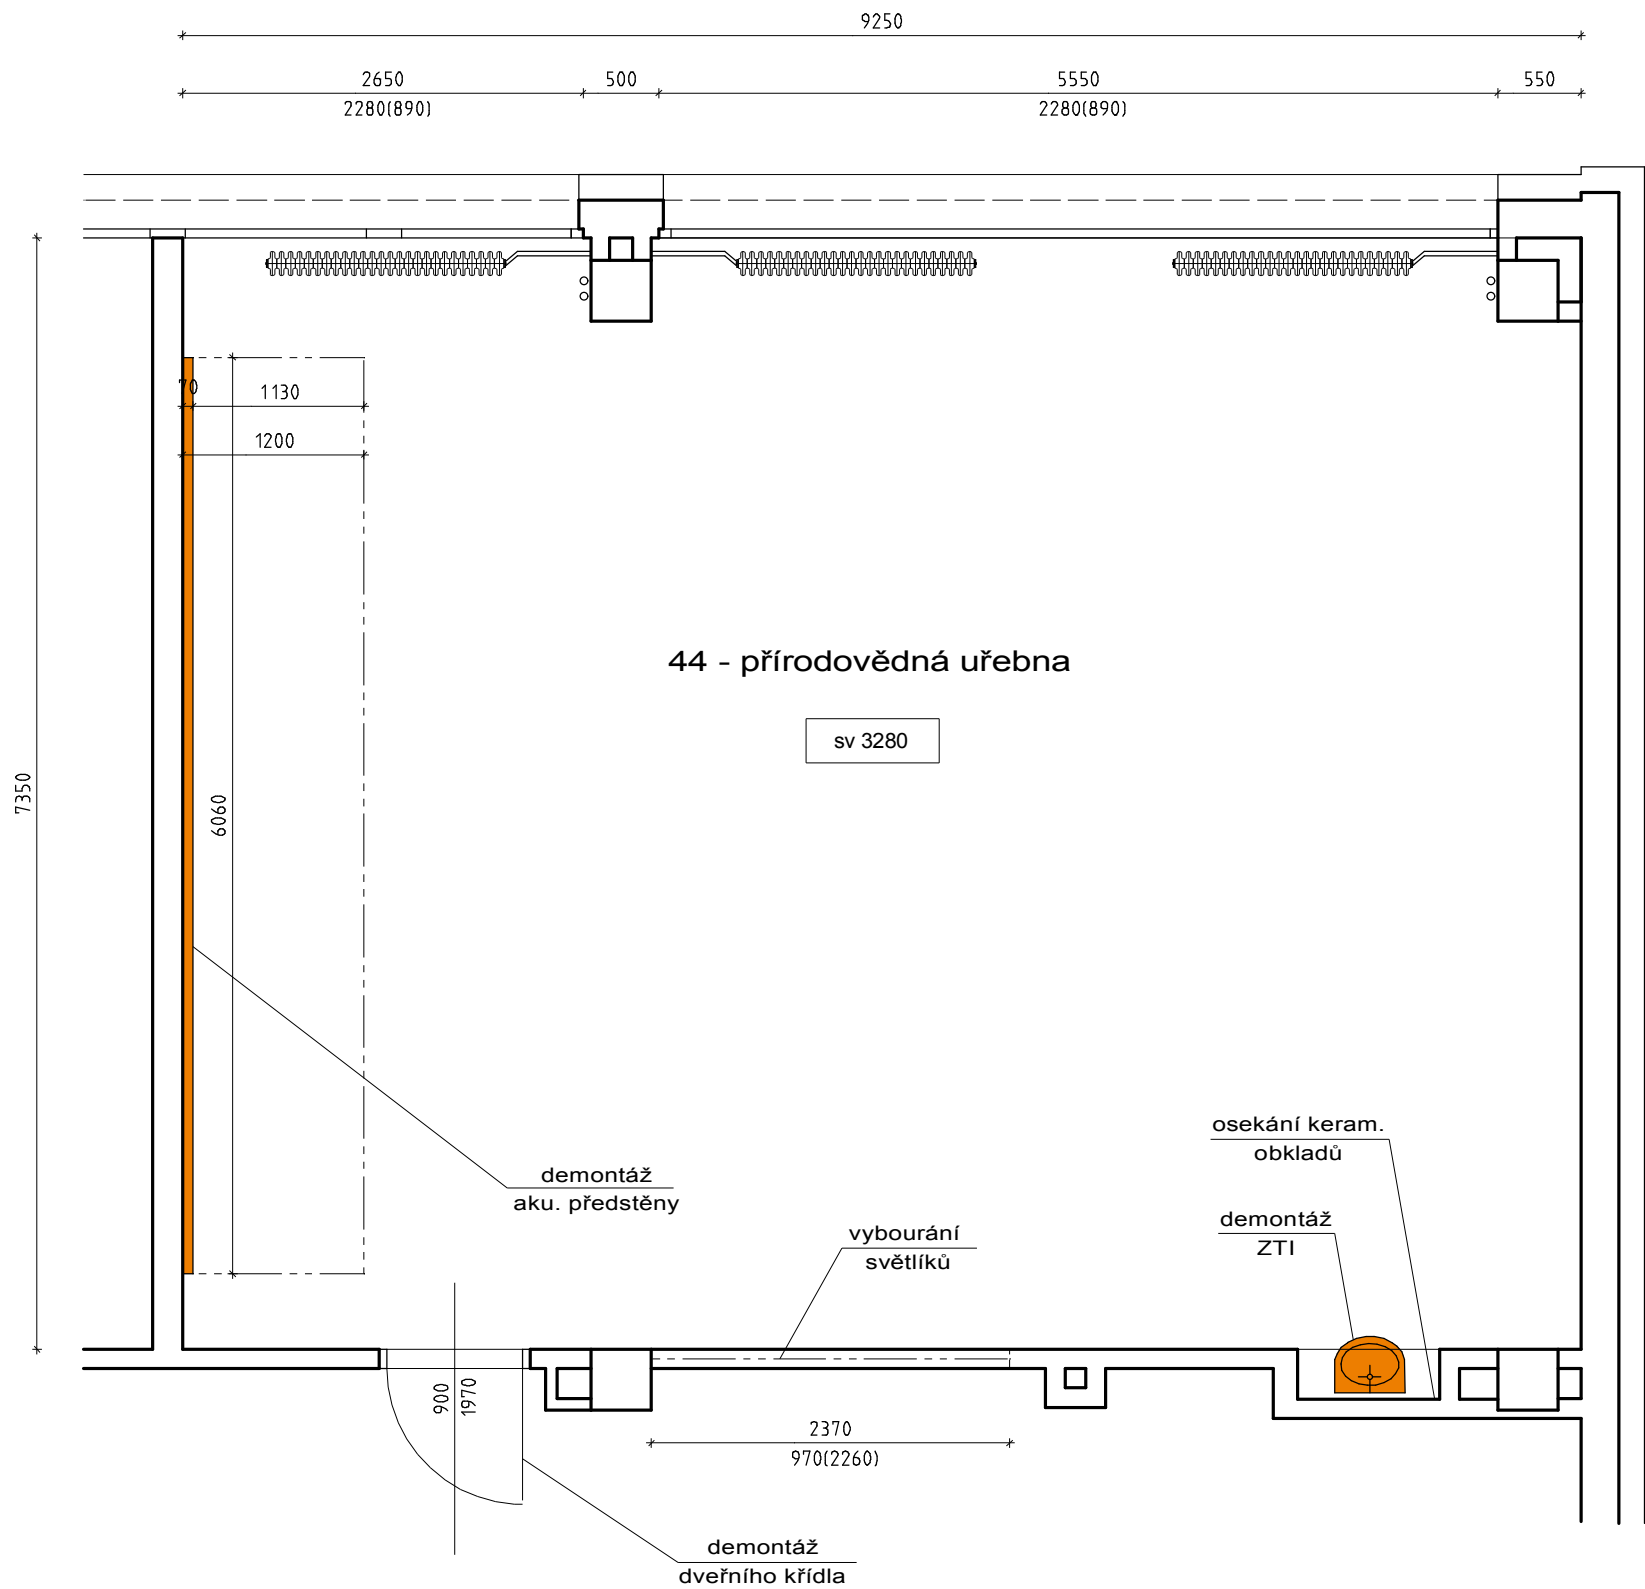 9250
2650 500 5550 550
2280(890) 2280(890)
70 1130
1200
44 - přírodovědná uřebna
sv 3280
7350
6060
osekání keram.
obkladů
demontáž
aku. předstěny
demontáž
ZTI
vybourání
světlíků
900
1970
2370
970(2260)
demontáž
dveřního křídla